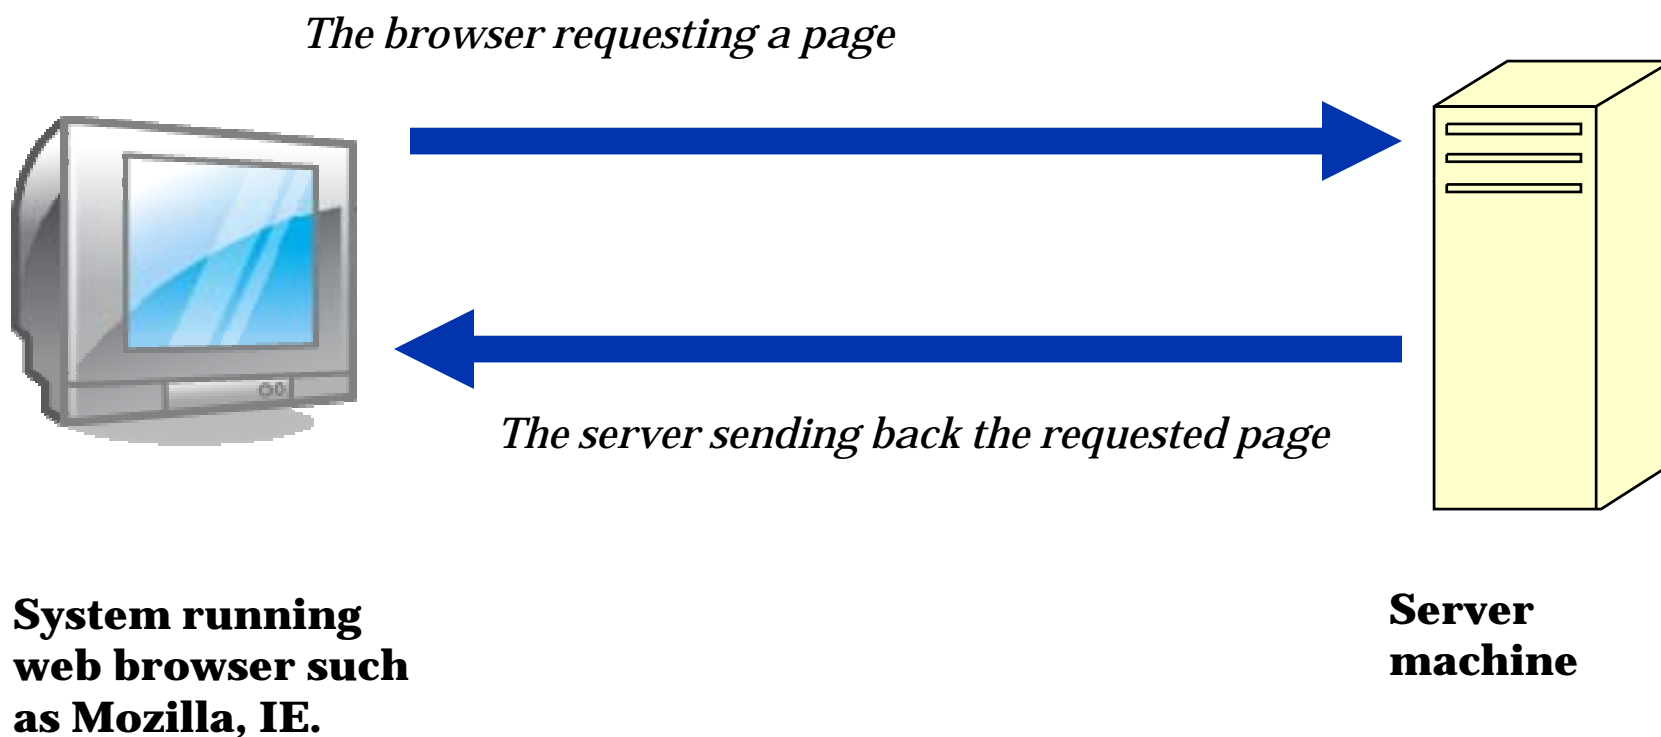 The browser requesting a page
The server sending back the requested page
System running
web browser such
as Mozilla, IE.
Server
machine